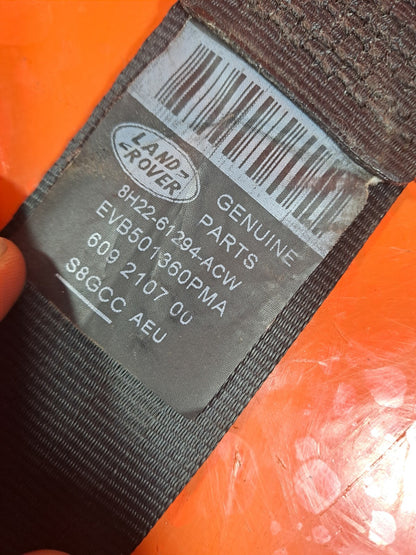 GENUINE
PARTS
LAND-
-ROVER
8H22-61294-ACW
EVB501360PMA
609 2107 00
S8GCC AEU